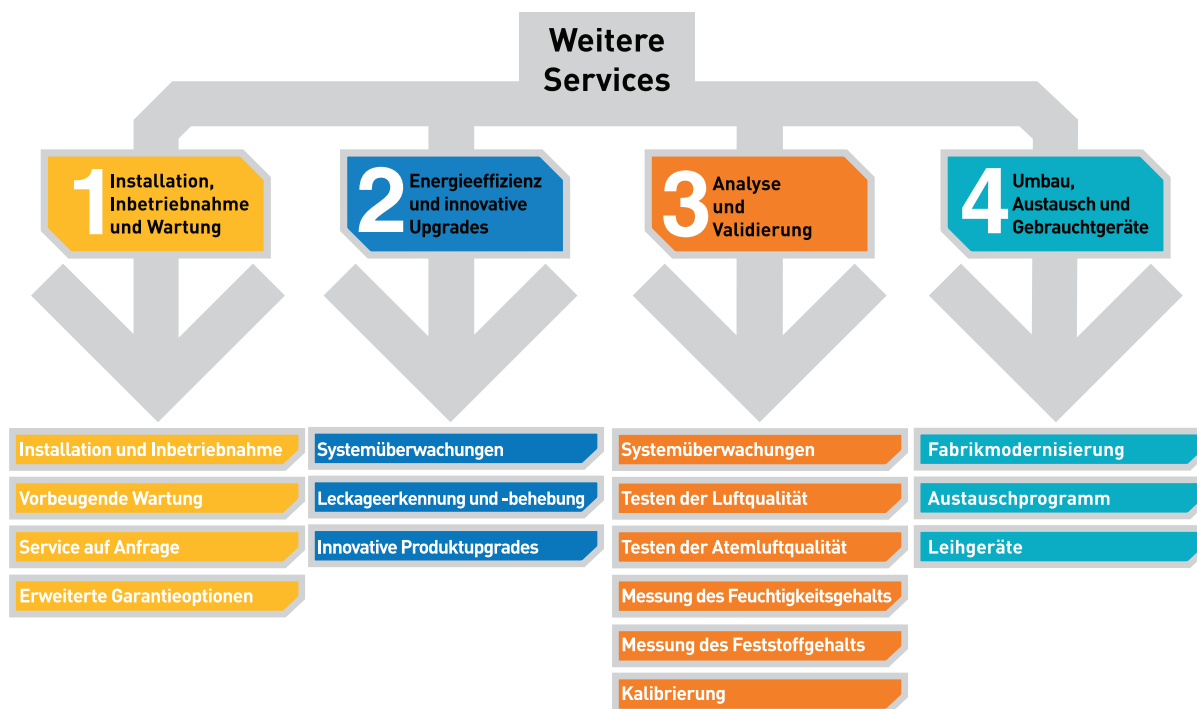 Weitere
Services
1
Installation,
Inbetriebnahme
und Wartung
2
Energieeffizienz
und innovative
Upgrades
3
Analyse
und
Validierung
4
Umbau,
Austausch und
Gebrauchtgeräte
Installation und Inbetriebnahme
Vorbeugende Wartung
Service auf Anfrage
Erweiterte Garantieoptionen
Systemüberwachungen
Leckageerkennung und -behebung
Innovative Produktupgrades
Systemüberwachungen
Testen der Luftqualität
Testen der Atemluftqualität
Messung des Feuchtigkeitsgehalts
Messung des Feststoffgehalts
Kalibrierung
Fabrikmodernisierung
Austauschprogramm
Leihgeräte